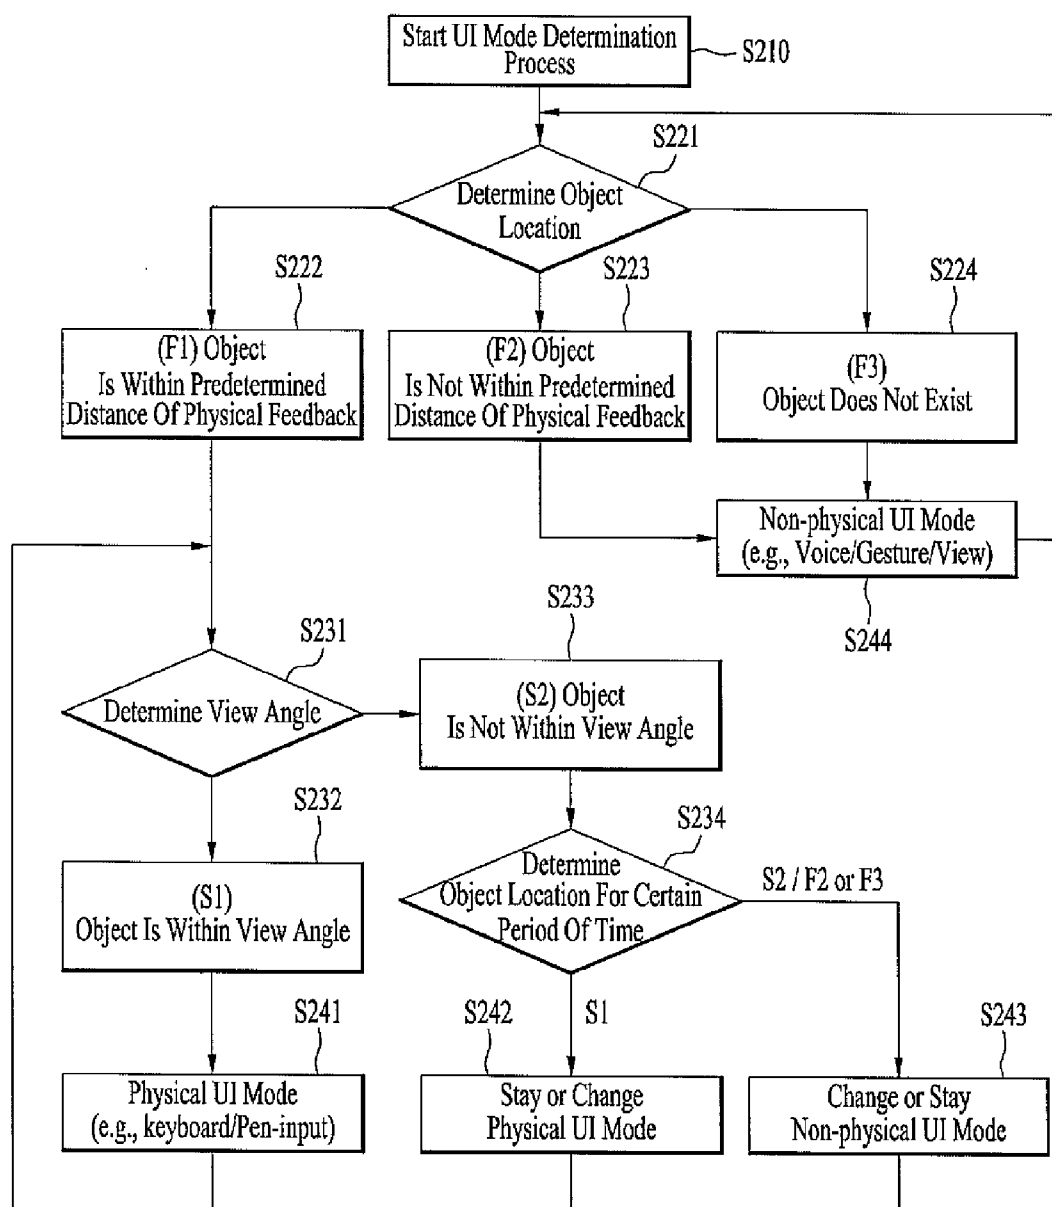 Start UI Mode Determination
Process
S210
S221
Determine Object
Location
S222
S223
S224
(F1) Object
Is Within Predetermined
Distance Of Physical Feedback
(F2) Object
Is Not Within Predetermined
Distance Of Physical Feedback
(F3)
Object Does Not Exist
Non-physical UI Mode
(e.g., Voice/Gesture/View)
S244
S231
Determine View Angle
S233
(S2) Object
Is Not Within View Angle
S232
(S1)
Object Is Within View Angle
S234
Determine
Object Location For Certain
Period Of Time
S2 / F2 or F3
S1
S241
Physical UI Mode
(e.g., keyboard/Pen-input)
S242
Stay or Change
Physical UI Mode
S243
Change or Stay
Non-physical UI Mode